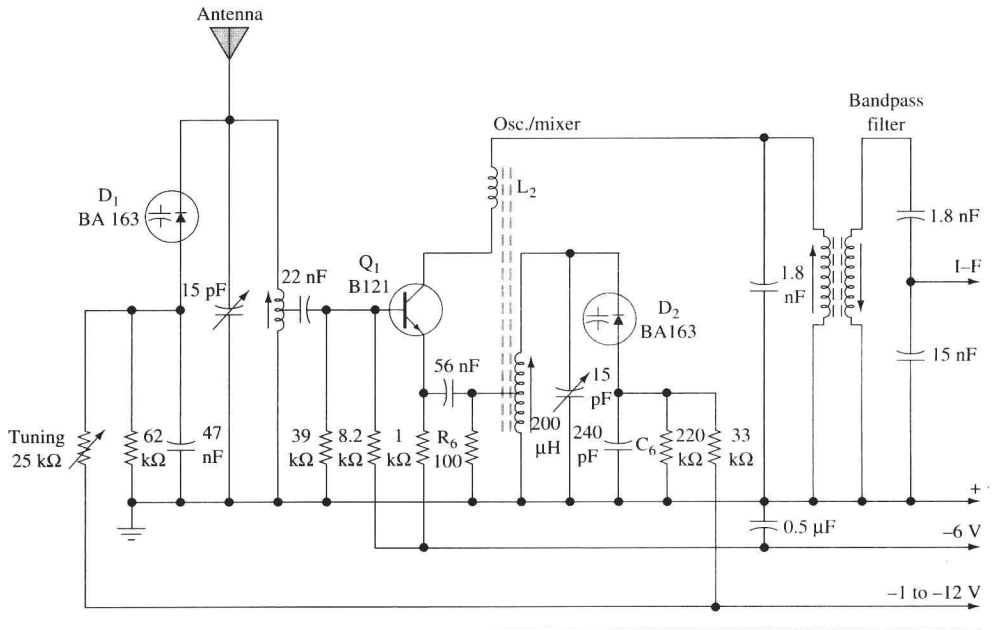 Antenna
Bandpass
filter
Osc./mixer
L2
D1
BA 163
1.8 nF
22 nF
Q1
B121
I–F
15 pF
1.8
nF
D2
BA163
56 nF
15 nF
15
pF
Tuning
25 kΩ
62
kΩ
47
nF
39
kΩ
8.2
kΩ
1
kΩ
R6
100
200
μH
240
pF
C6
220
kΩ
33
kΩ
+
0.5 μF
–6 V
–1 to –12 V